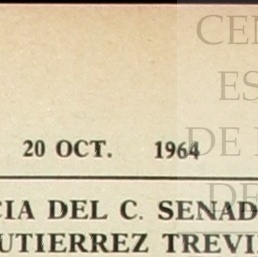 CEN
ES
20 OCT. 1964
DE
DE
CIA DEL C. SENAD
UTIERREZ TREVI